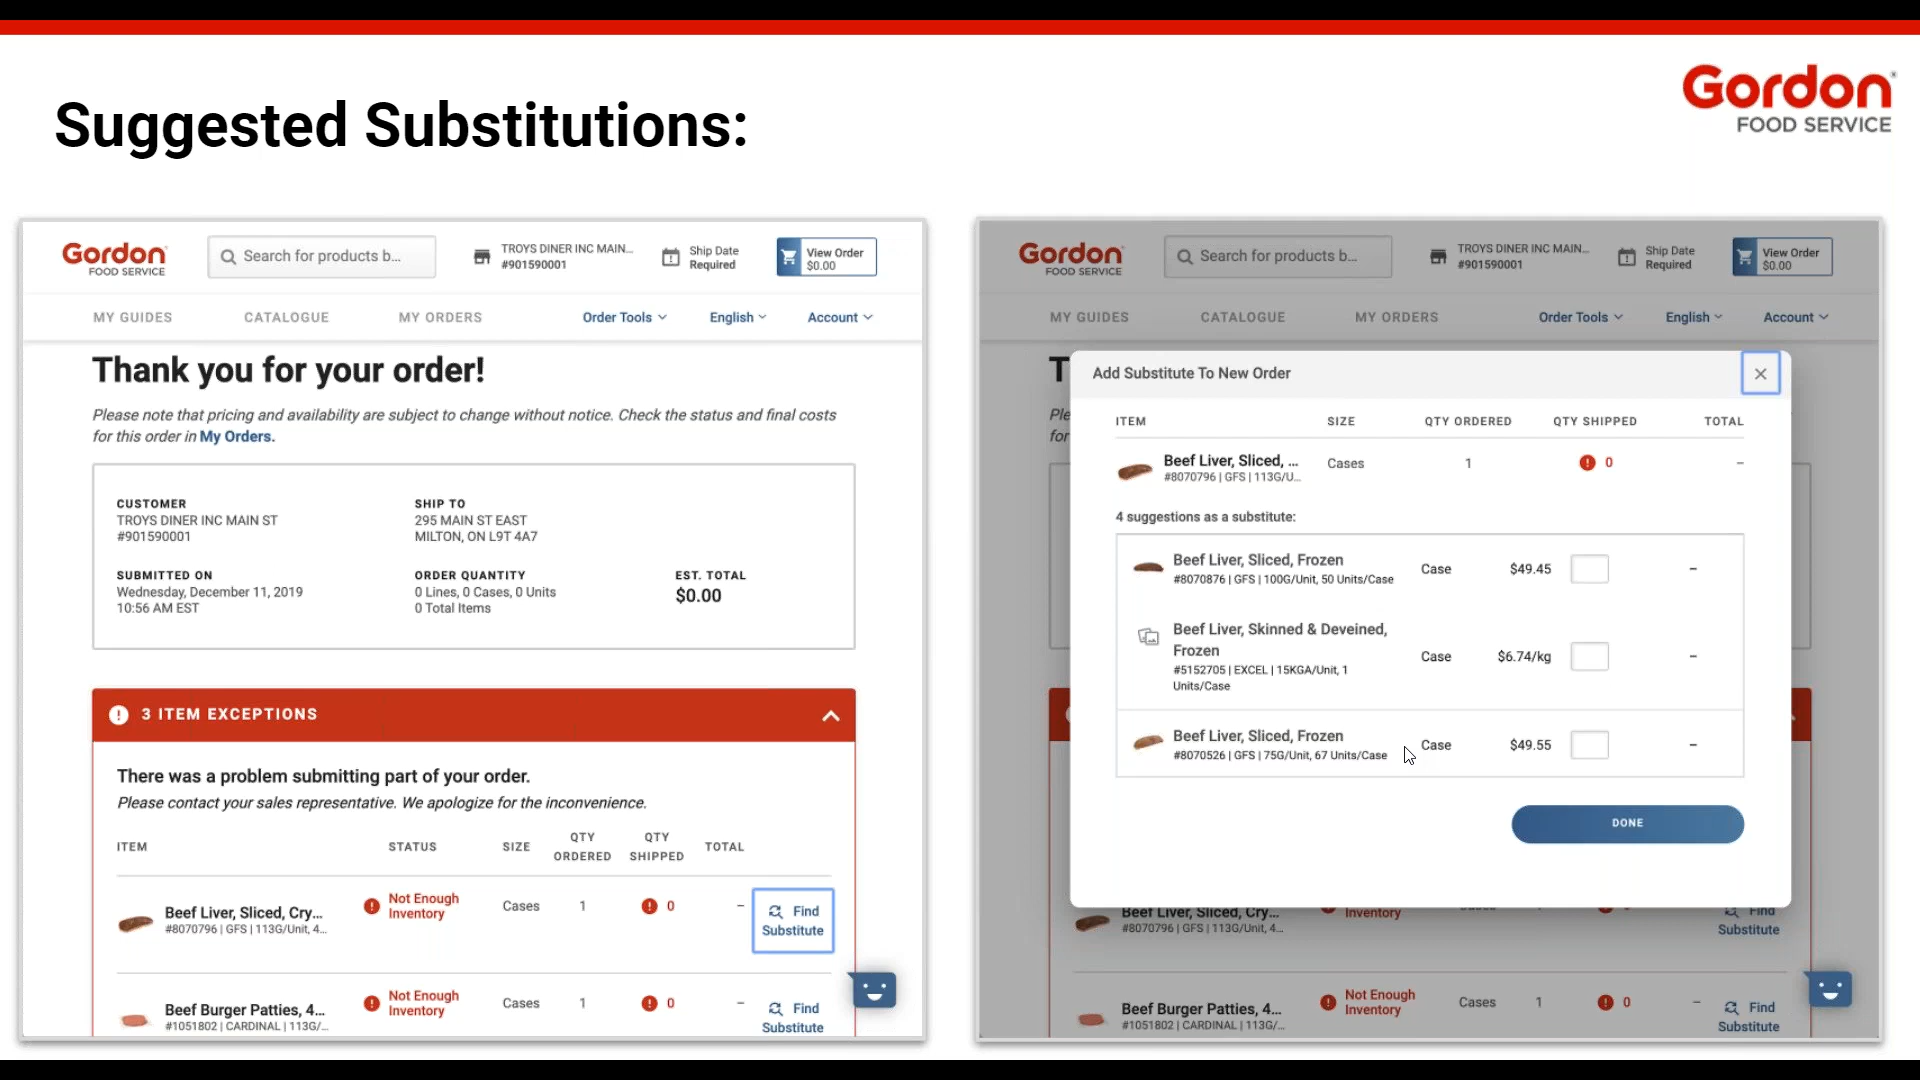 Gordon
FOOD SERVICE
Suggested Substitutions:
Gordon
FOOD SERVICE
Search for products b...
TROYS DINER INC MAIN...
#901590001
Ship Date
Required
View Order
$0.00
MY GUIDES
CATALOGUE
MY ORDERS
Order Tools
English
Account
Thank you for your order!
Please note that pricing and availability are subject to change without notice. Check the status and final costs
for this order in My Orders.
CUSTOMER
TROYS DINER INC MAIN ST
#901590001
SHIP TO
295 MAIN ST EAST
MILTON, ON L9T 4A7
SUBMITTED ON
Wednesday, December 11, 2019
10:56 AM EST
ORDER QUANTITY
0 Lines, 0 Cases, 0 Units
0 Total Items
EST. TOTAL
$0.00
3 ITEM EXCEPTIONS
There was a problem submitting part of your order.
Please contact your sales representative. We apologize for the inconvenience.
ITEM
STATUS
SIZE
QTY
ORDERED
QTY
SHIPPED
TOTAL
Beef Liver, Sliced, Cry...
#8070796 | GFS | 113G/Unit, 4...
Not Enough
Inventory
Cases
1
0
–
Find
Substitute
Beef Burger Patties, 4...
#1051802 | CARDINAL | 113G/...
Not Enough
Inventory
Cases
1
0
–
Find
Substitute
Gordon
FOOD SERVICE
Search for products b...
TROYS DINER INC MAIN...
#901590001
Ship Date
Required
View Order
$0.00
MY GUIDES
CATALOGUE
MY ORDERS
Order Tools
English
Account
T
Ple
for
Add Substitute To New Order
ITEM
SIZE
QTY ORDERED
QTY SHIPPED
TOTAL
Beef Liver, Sliced, ...
#8070796 | GFS | 113G/U...
Cases
1
0
–
4 suggestions as a substitute:
Beef Liver, Sliced, Frozen
#8070876 | GFS | 100G/Unit, 50 Units/Case
Case
$49.45
–
Beef Liver, Skinned & Deveined,
Frozen
#5152705 | EXCEL | 15KGA/Unit, 1
Units/Case
Case
$6.74/kg
–
Beef Liver, Sliced, Frozen
#8070526 | GFS | 75G/Unit, 67 Units/Case
Case
$49.55
–
DONE
Beef Liver, Sliced, Cry...
#8070796 | GFS | 113G/Unit, 4...
Inventory
Find
Substitute
Beef Burger Patties, 4...
#1051802 | CARDINAL | 113G/...
Not Enough
Inventory
Cases
1
0
–
Find
Substitute